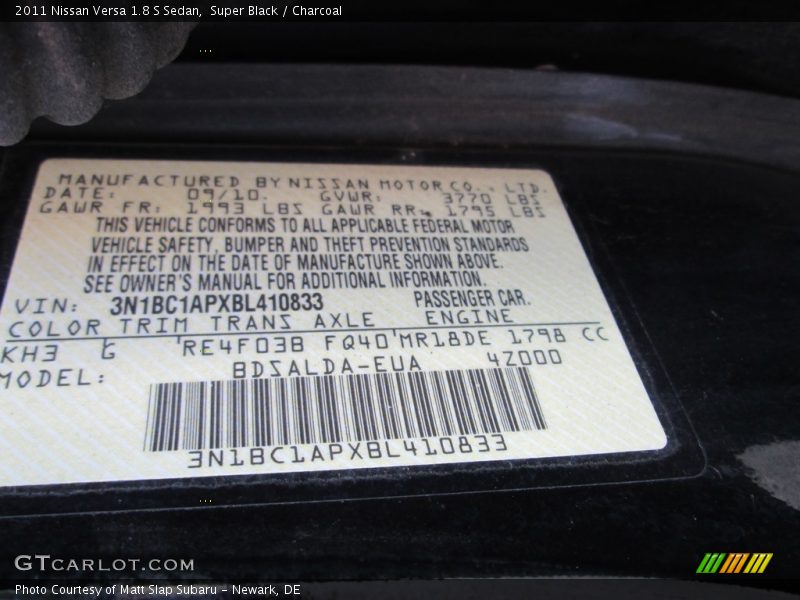 2011 Nissan Versa 1.8 S Sedan,  Super Black / Charcoal
MANUFACTURED BY NISSAN MOTOR CO., LTD.
DATE: 09/10. GVWR: 3770 LBS
GAWR FR: 1993 LBS GAWR RR. 1795 LBS
THIS VEHICLE CONFORMS TO ALL APPLICABLE FEDERAL MOTOR
VEHICLE SAFETY, BUMPER AND THEFT PREVENTION STANDARDS
IN EFFECT ON THE DATE OF MANUFACTURE SHOWN ABOVE.
SEE OWNER'S MANUAL FOR ADDITIONAL INFORMATION.
VIN: 3N1BC1APXBL410833 PASSENGER CAR.
COLOR TRIM TRANS AXLE ENGINE
KH3 G 'RE4F03B FQ40'MR18DE 1798 CC
MODEL: BDSALDA-EUA 4Z000
3N1BC1APXBL410833
GTCARLOT.COM
Photo Courtesy of Matt Slap Subaru - Newark, DE